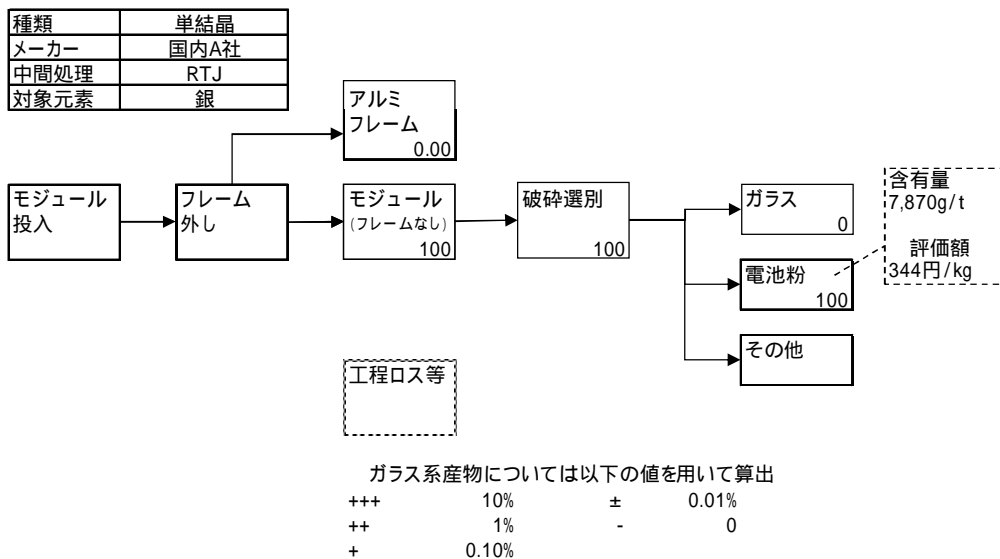 種類 単結晶
メーカー 国内A社
中間処理 RTJ
対象元素 銀
アルミ
フレーム
0.00
モジュール
投入
フレーム
外し
モジュール
(フレームなし)
100
破砕選別
100
ガラス
0
電池粉
100
その他
含有量
7,870g/t
評価額
344円/kg
工程ロス等
ガラス系産物については以下の値を用いて算出
+++ 10% ± 0.01%
++ 1% - 0
+ 0.10%